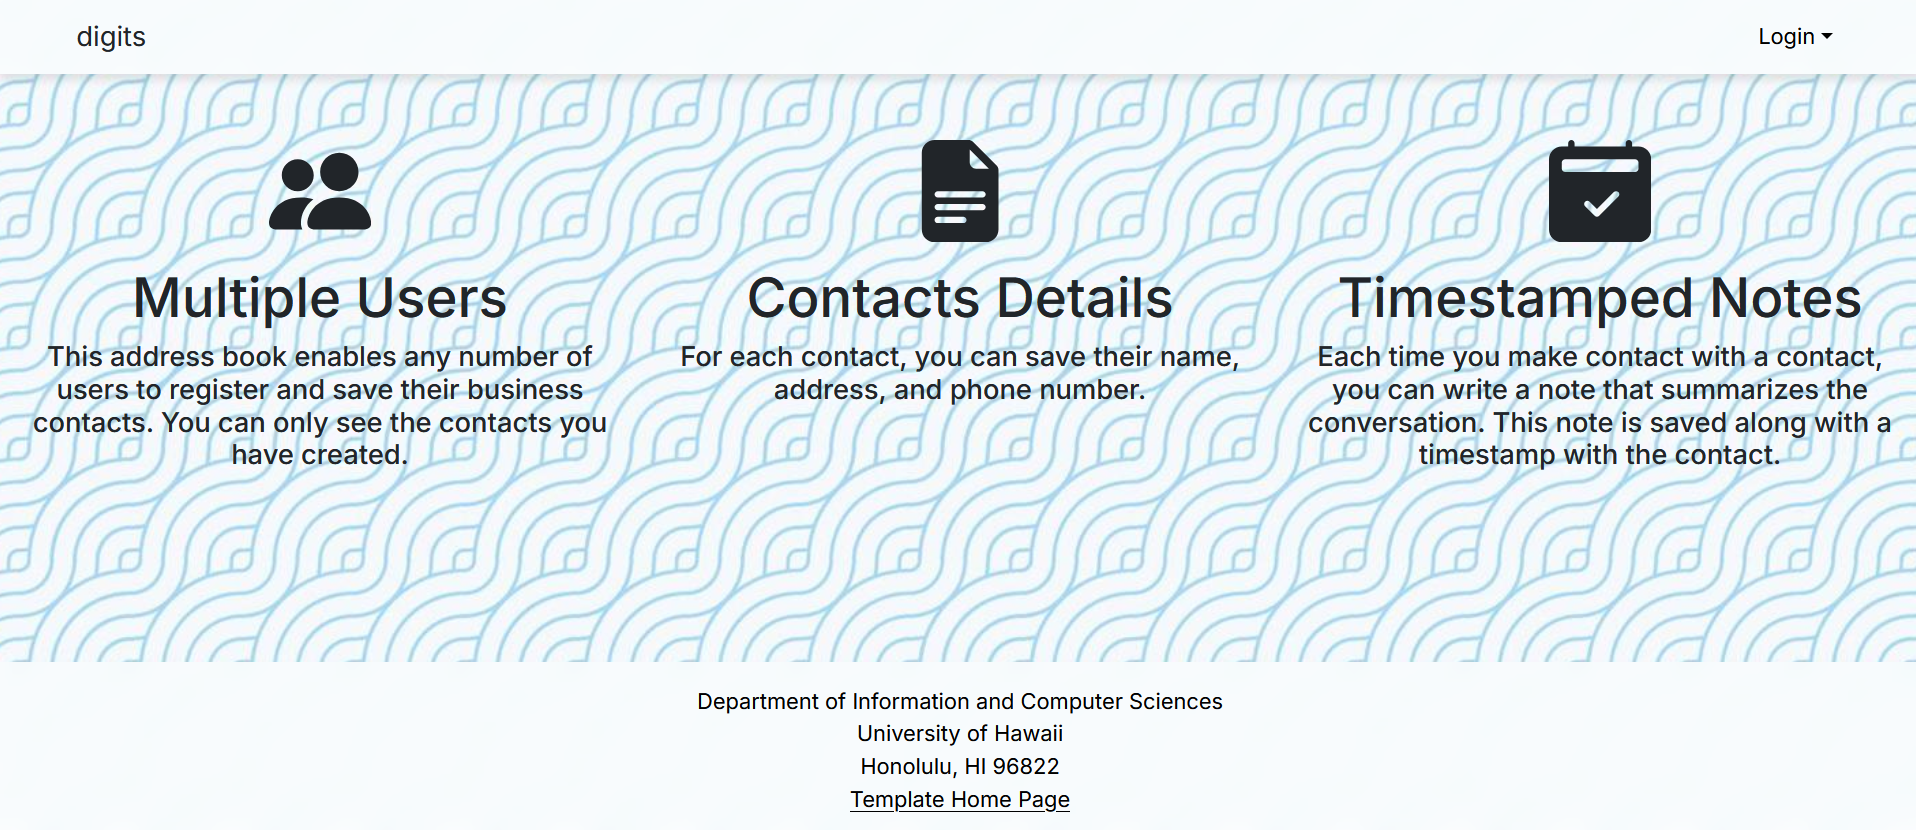 digits
Login
Multiple Users
This address book enables any number of
users to register and save their business
contacts. You can only see the contacts you
have created.
Contacts Details
For each contact, you can save their name,
address, and phone number.
Timestamped Notes
Each time you make contact with a contact,
you can write a note that summarizes the
conversation. This note is saved along with a
timestamp with the contact.
Department of Information and Computer Sciences
University of Hawaii
Honolulu, HI 96822
Template Home Page